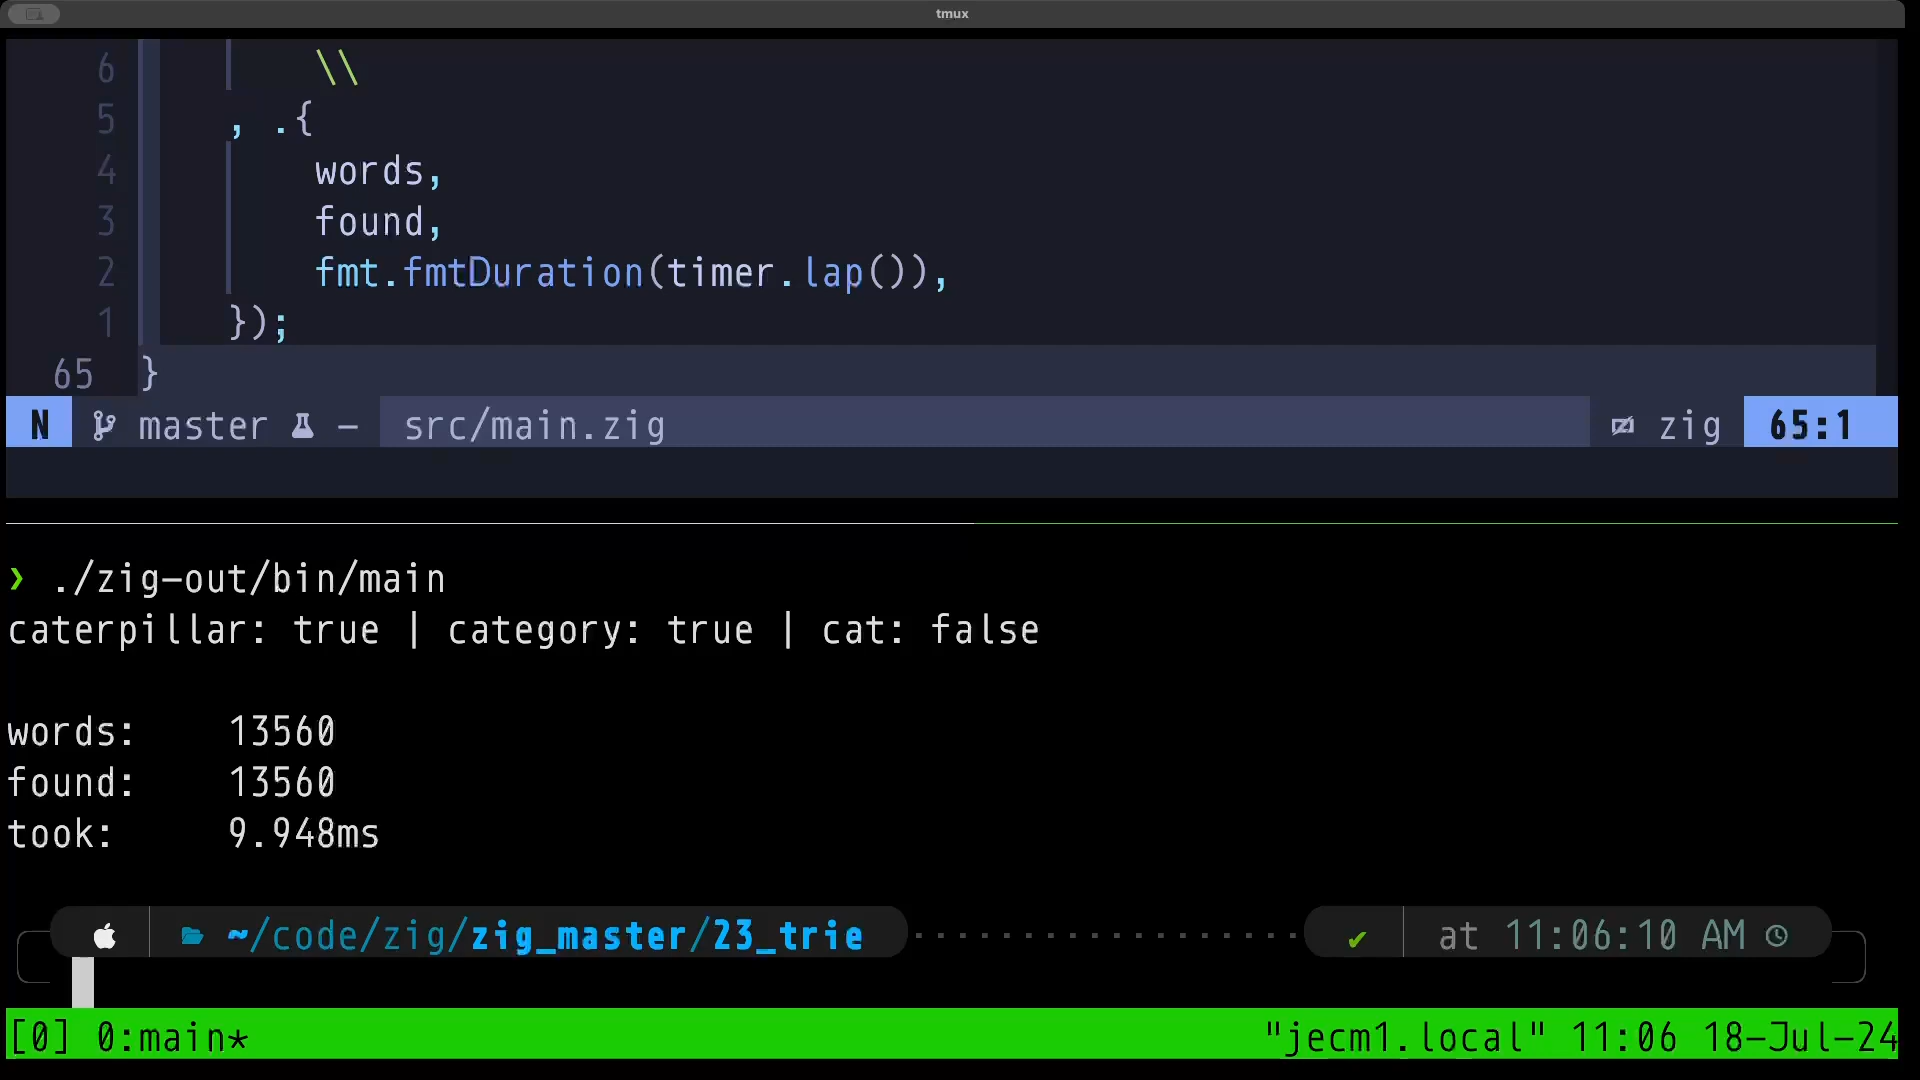 tmux
6 \\
5 , .{
4 words,
3 found,
2 fmt.fmtDuration(timer.lap()),
1 });
65 }
N master – src/main.zig zig 65:1
❯ ./zig-out/bin/main
caterpillar: true | category: true | cat: false
words: 13560
found: 13560
took: 9.948ms
~/code/zig/zig_master/23_trie ✔ at 11:06:10 AM
[0] 0:main* "jecm1.local" 11:06 18-Jul-24